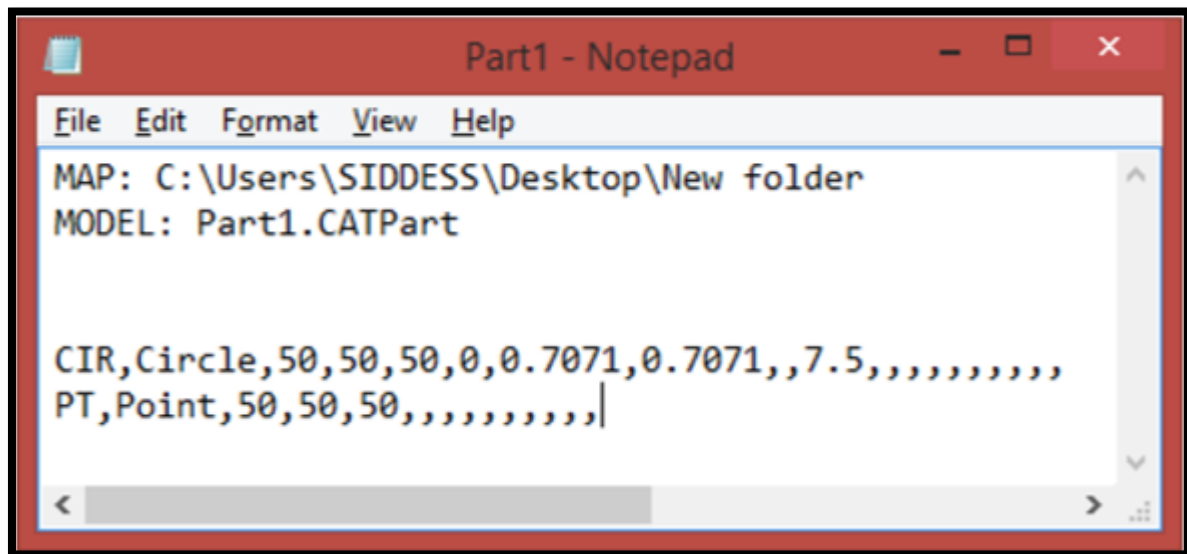 Part1 - Notepad
File Edit Format View Help
MAP: C:\Users\SIDDESS\Desktop\New folder
MODEL: Part1.CATPart
CIR,Circle,50,50,50,0,0.7071,0.7071,,7.5,,,,,,,,,,
PT,Point,50,50,50,,,,,,,,,,